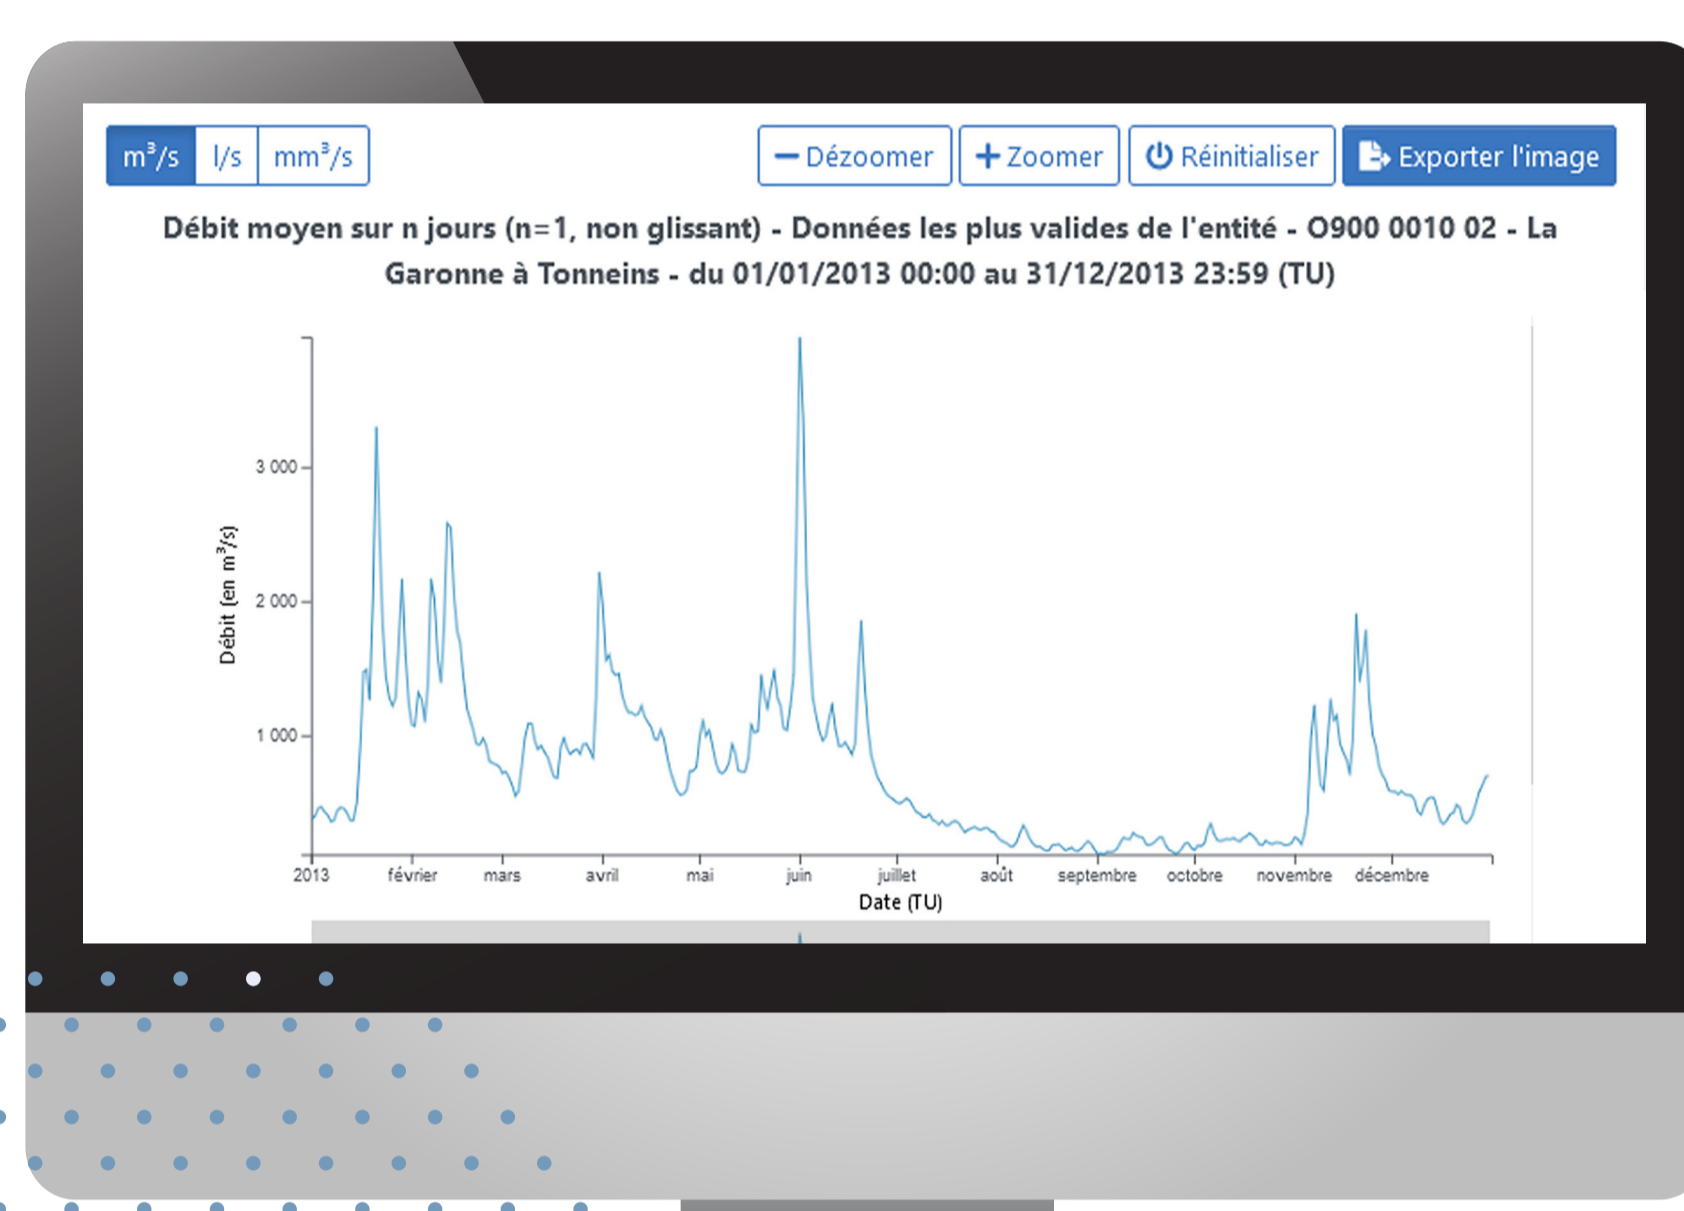 m³/s l/s mm³/s Dézoomer Zoomer Réinitialiser Exporter l'image
Débit moyen sur n jours (n=1, non glissant) - Données les plus valides de l'entité - O900 0010 02 - La
Garonne à Tonneins - du 01/01/2013 00:00 au 31/12/2013 23:59 (TU)
Débit (en m³/s)
3 000
2 000
1 000
2013 février mars avril mai juin juillet août septembre octobre novembre décembre
Date (TU)